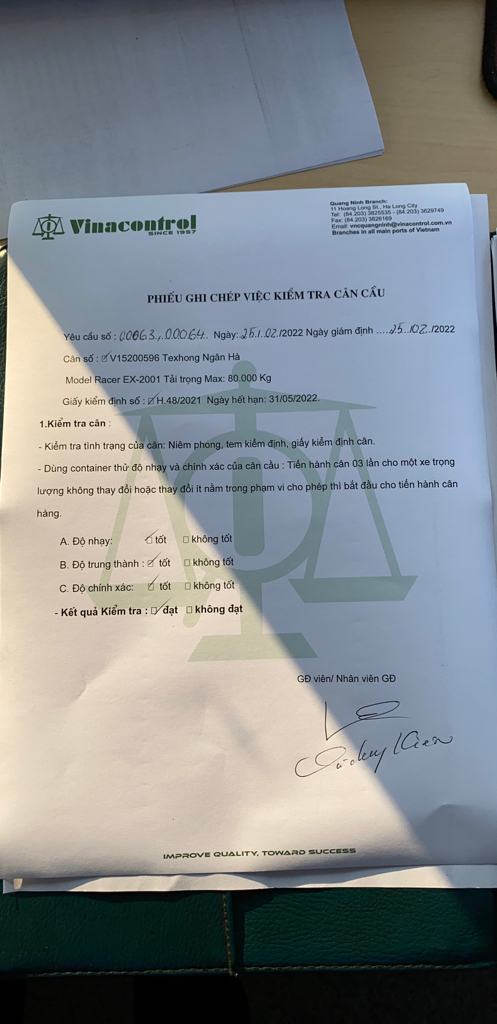 Vinacontrol
SINCE 1957
Quang Ninh Branch:
11 Hoang Long St., Ha Long City
Tel: (84.203) 3825535 - (84.203) 3629749
Fax: (84.203) 3826169
Email: vncquangninh@vinacontrol.com.vn
Branches in all main ports of Vietnam
PHIẾU GHI CHÉP VIỆC KIỂM TRA CÂN CẨU
Yêu cầu số : 00663, 00664. Ngày: 25/.02./2022 Ngày giám định ....25../02../2022
Cân số : ☑V15200596 Texhong Ngân Hà
Model Racer EX-2001 Tải trọng Max: 80.000 Kg
Giấy kiểm định số : ☑H.48/2021 Ngày hết hạn: 31/05/2022.
1.Kiểm tra cân :
- Kiểm tra tình trạng của cân: Niêm phong, tem kiểm định, giấy kiểm định cân.
- Dùng container thử độ nhạy và chính xác của cân cầu : Tiến hành cân 03 lần cho một xe trọng
lượng không thay đổi hoặc thay đổi ít nằm trong phạm vi cho phép thì bắt đầu cho tiến hành cân
hàng.
A. Độ nhạy: ☑ tốt ☐ không tốt
B. Độ trung thành : ☑ tốt ☐ không tốt
C. Độ chính xác: ☑ tốt ☐ không tốt
- Kết quả Kiểm tra : ☑ đạt ☐ không đạt
GĐ viên/ Nhân viên GĐ
IMPROVE QUALITY, TOWARD SUCCESS